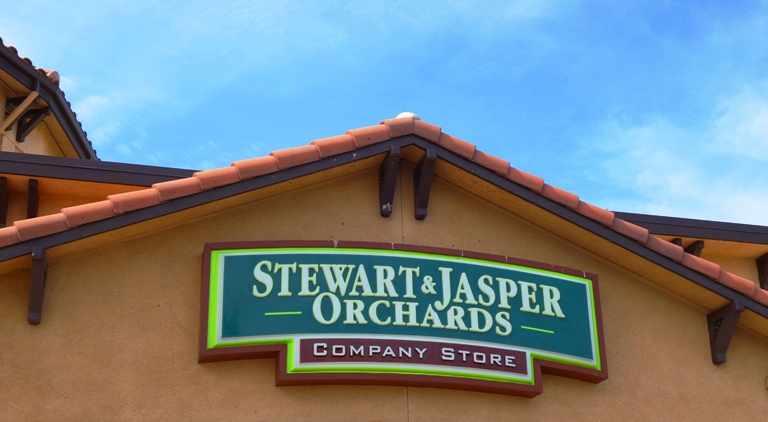 STEWART & JASPER
ORCHARDS
COMPANY STORE